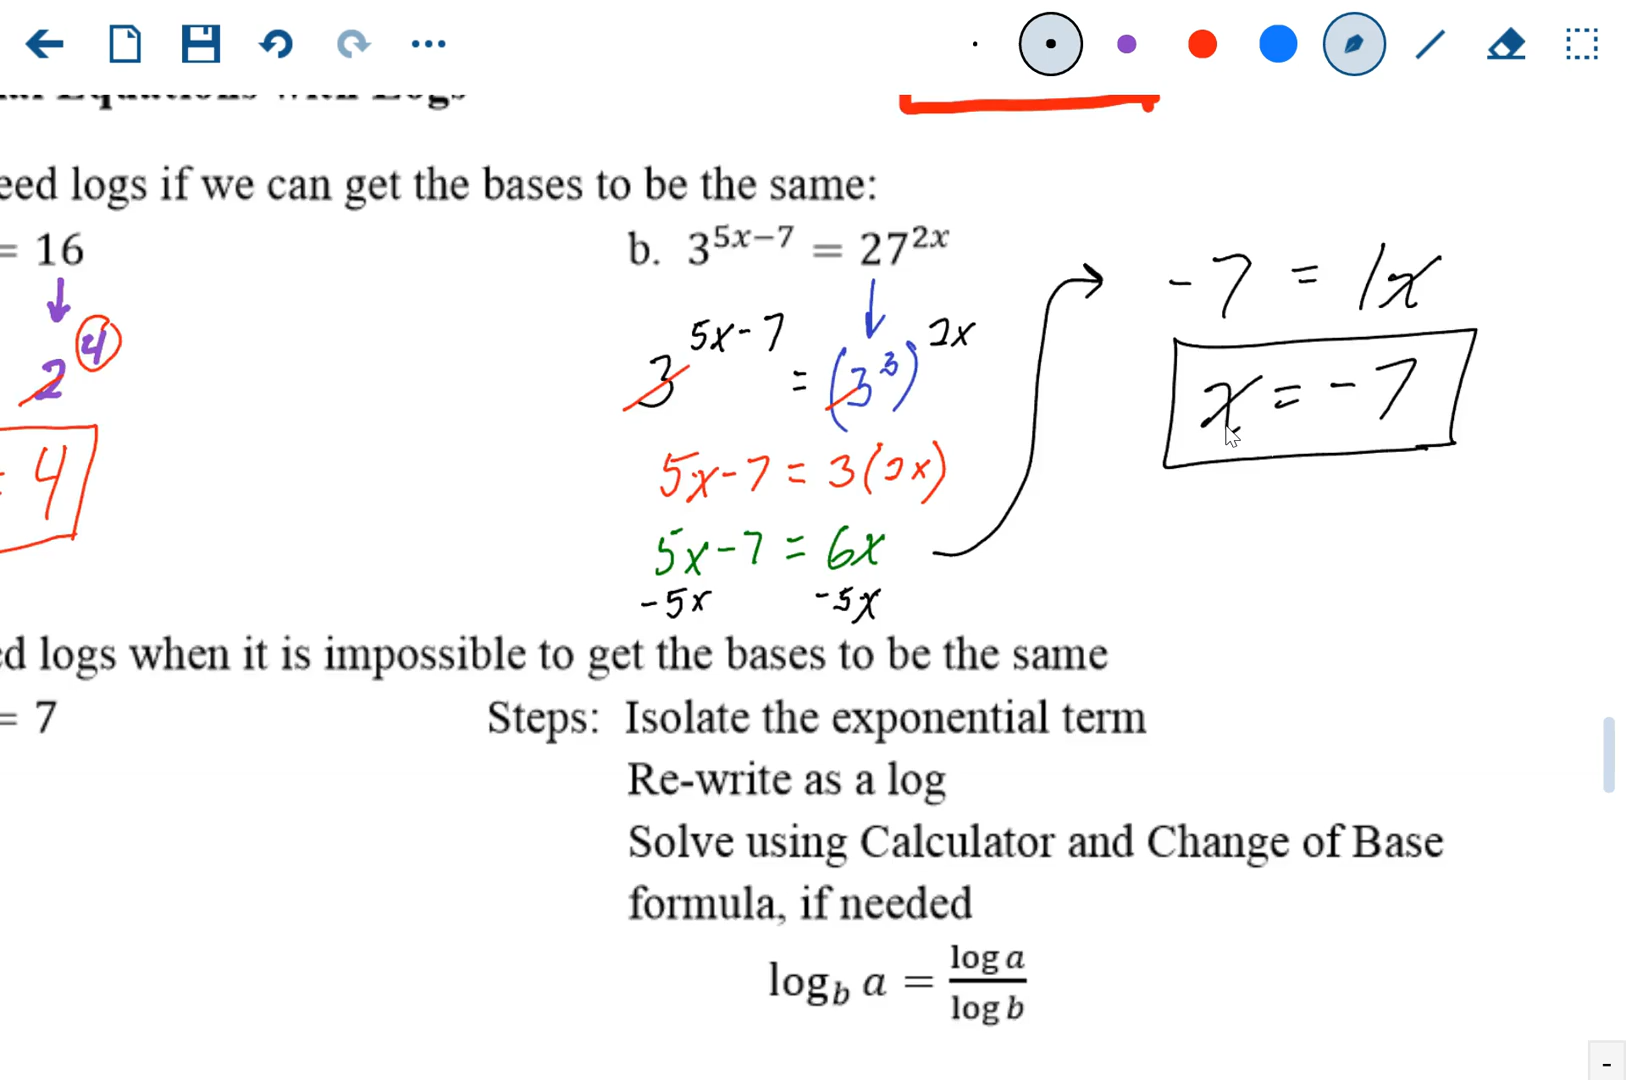 Equations with Logs
eed logs if we can get the bases to be the same:
= 16
2^4
= 4
b. 3^{5x-7} = 27^{2x}
3^{5x-7} = (3^3)^{2x}
5x-7 = 3(2x)
5x-7 = 6x
-5x -5x
-7 = 1x
x = -7
ed logs when it is impossible to get the bases to be the same
= 7
Steps: Isolate the exponential term
Re-write as a log
Solve using Calculator and Change of Base
formula, if needed
log_b a = \frac{log a}{log b}